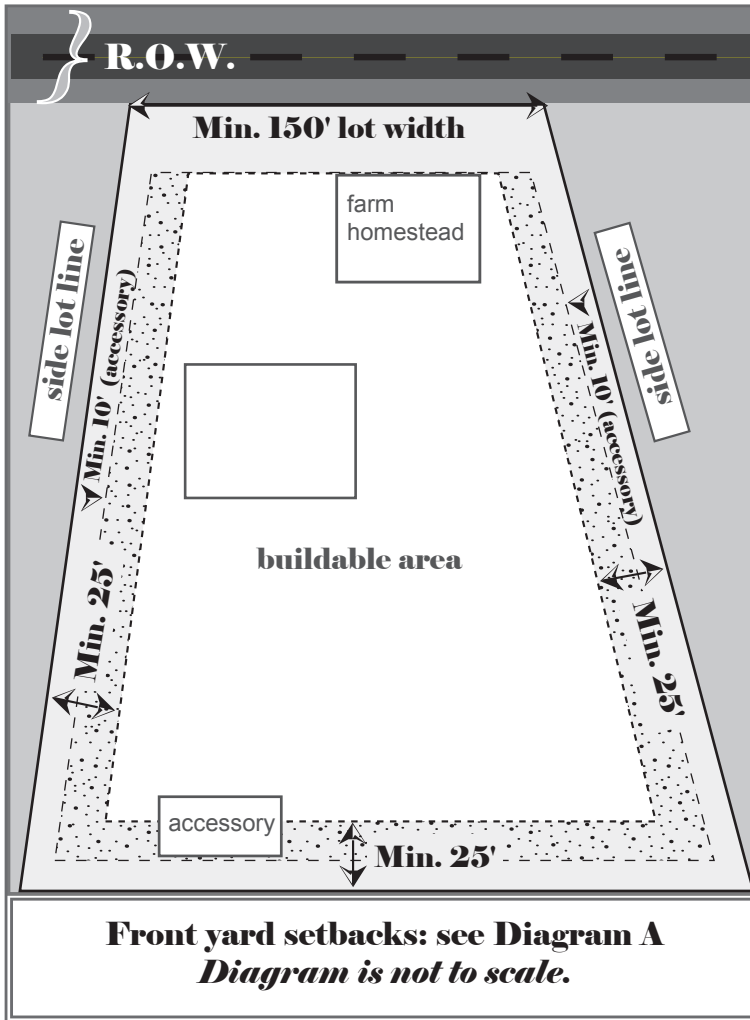 R.O.W.
Min. 150' lot width
farm
homestead
side lot line
side lot line
Min. 10' (accessory)
Min. 10' (accessory)
buildable area
Min. 25'
Min. 25'
accessory
Min. 25'
Front yard setbacks: see Diagram A
Diagram is not to scale.